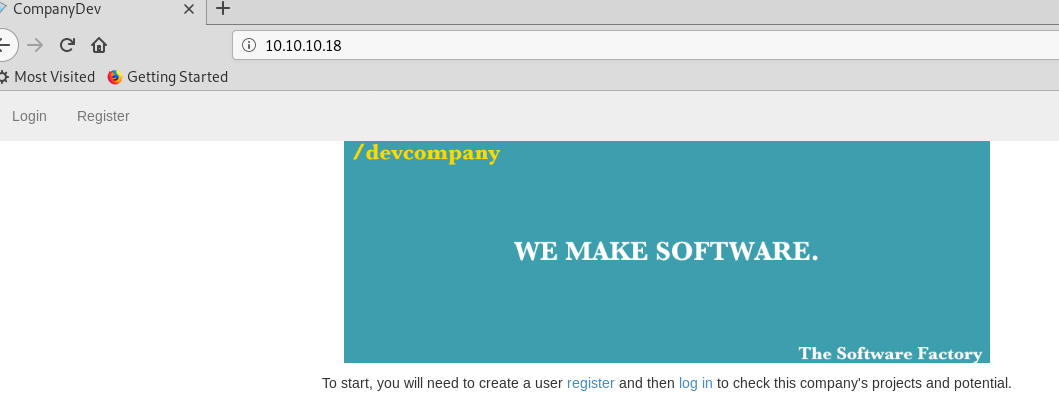 CompanyDev
10.10.10.18
Most Visited Getting Started
Login Register
/devcompany
WE MAKE SOFTWARE.
The Software Factory
To start, you will need to create a user register and then log in to check this company's projects and potential.